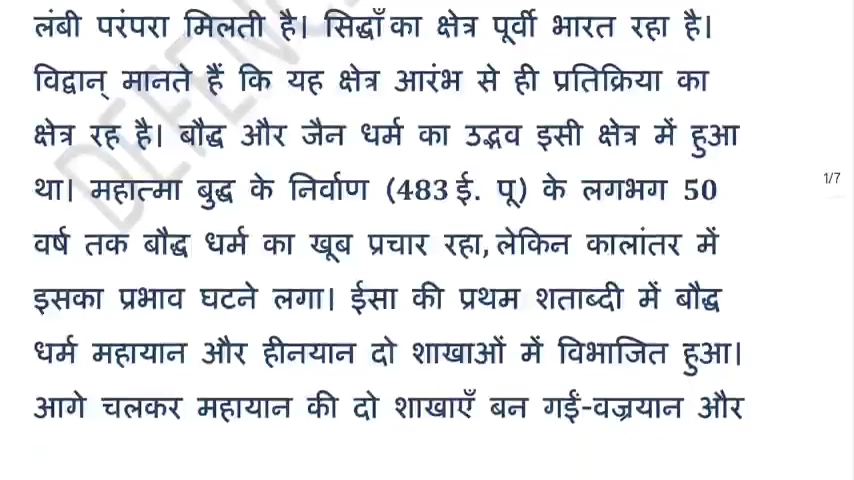 लंबी परंपरा मिलती है। सिद्धाँ का क्षेत्र पूर्वी भारत रहा है।
विद्वान् मानते हैं कि यह क्षेत्र आरंभ से ही प्रतिक्रिया का
क्षेत्र रह है। बौद्ध और जैन धर्म का उद्भव इसी क्षेत्र में हुआ
था। महात्मा बुद्ध के निर्वाण (483 ई. पू) के लगभग 50
1/7
वर्ष तक बौद्ध धर्म का खूब प्रचार रहा, लेकिन कालांतर में
इसका प्रभाव घटने लगा। ईसा की प्रथम शताब्दी में बौद्ध
धर्म महायान और हीनयान दो शाखाओं में विभाजित हुआ।
आगे चलकर महायान की दो शाखाएँ बन गईं-वज्रयान और